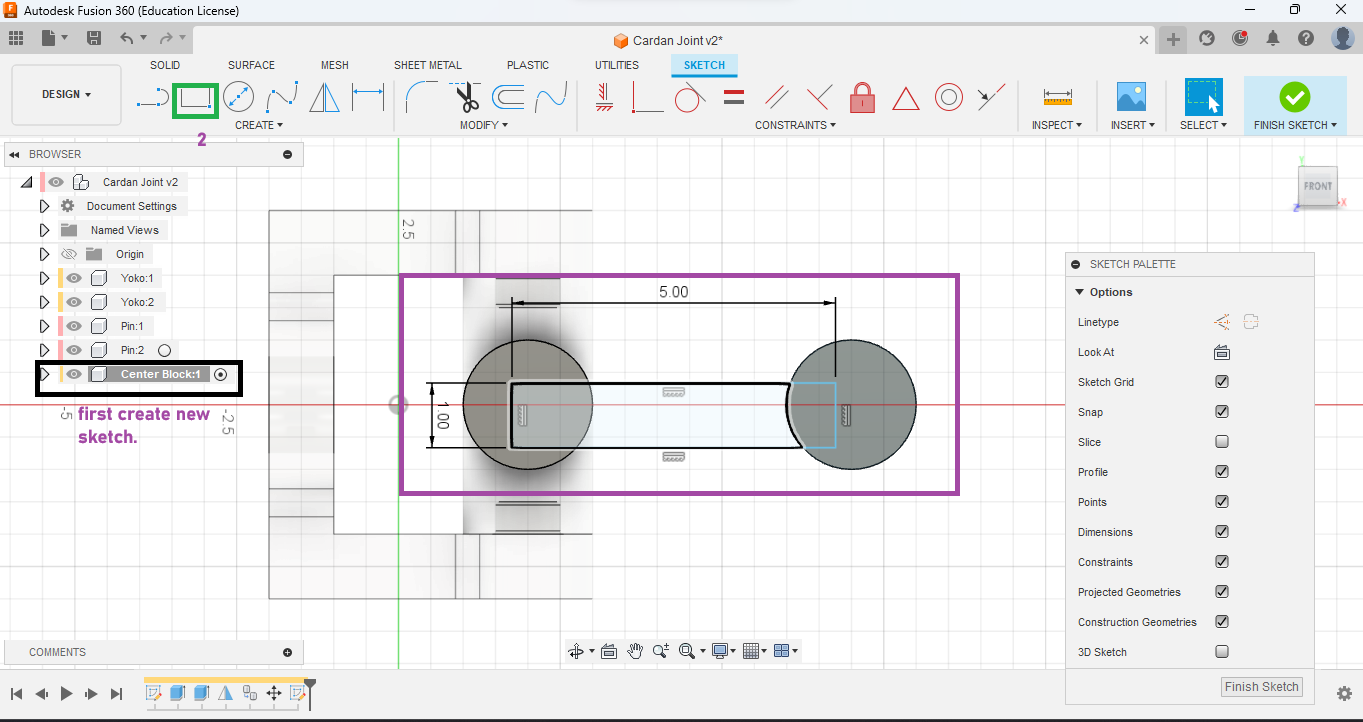 Autodesk Fusion 360 (Education License)
Cardan Joint v2*
SOLID SURFACE MESH SHEET METAL PLASTIC UTILITIES SKETCH
DESIGN
CREATE MODIFY CONSTRAINTS INSPECT INSERT SELECT FINISH SKETCH
2
BROWSER
Cardan Joint v2
Document Settings
Named Views
Origin
Yoko:1
Yoko:2
Pin:1
Pin:2
Center Block:1
first create new
sketch.
-5
-2.5
2.5
5.00
1.00
Y
FRONT
X
Z
SKETCH PALETTE
Options
Linetype
Look At
Sketch Grid
Snap
Slice
Profile
Points
Dimensions
Constraints
Projected Geometries
Construction Geometries
3D Sketch
Finish Sketch
COMMENTS